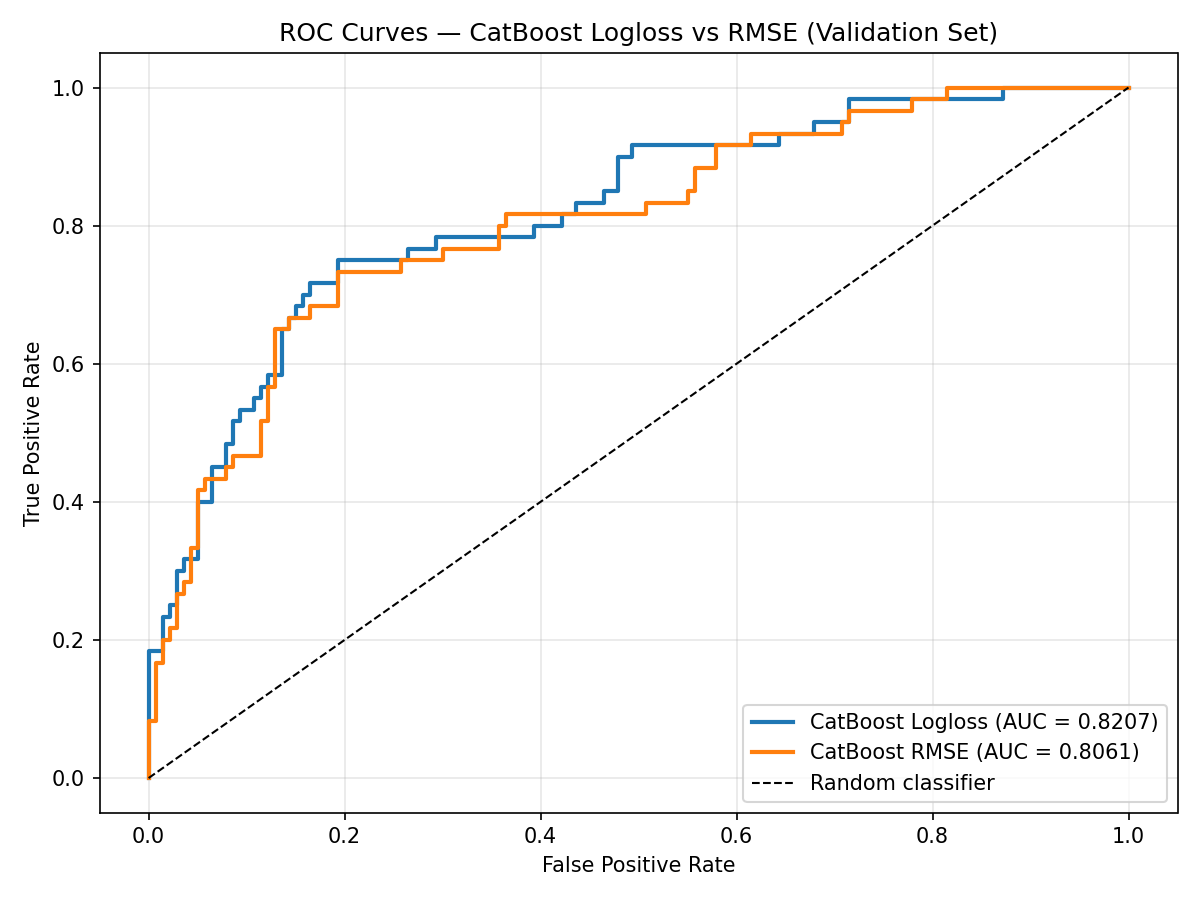 ROC Curves — CatBoost Logloss vs RMSE (Validation Set)
True Positive Rate
1.0
0.8
0.6
0.4
0.2
0.0
CatBoost Logloss (AUC = 0.8207)
CatBoost RMSE (AUC = 0.8061)
Random classifier
0.0 0.2 0.4 0.6 0.8 1.0
False Positive Rate